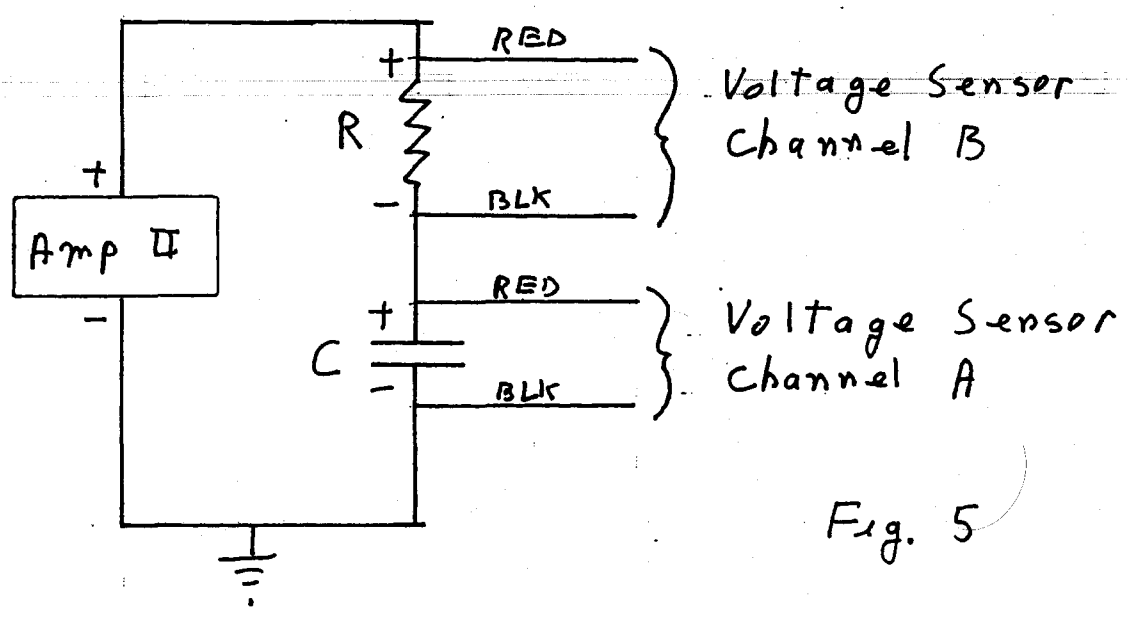 RED
+
Voltage Sensor
Channel B
R
+
- BLK
Amp II
RED
-
+
Voltage Sensor
Channel A
C
- BLK
Fig. 5